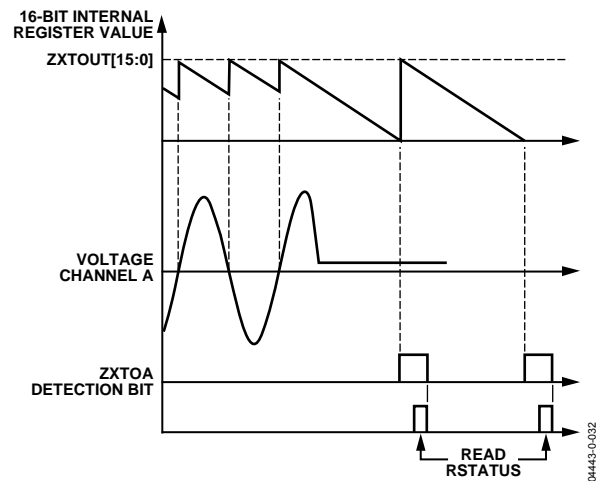 16-BIT INTERNAL
REGISTER VALUE
ZXTOUT[15:0]
VOLTAGE
CHANNEL A
ZXTOA
DETECTION BIT
READ
RSTATUS
04443-0-032